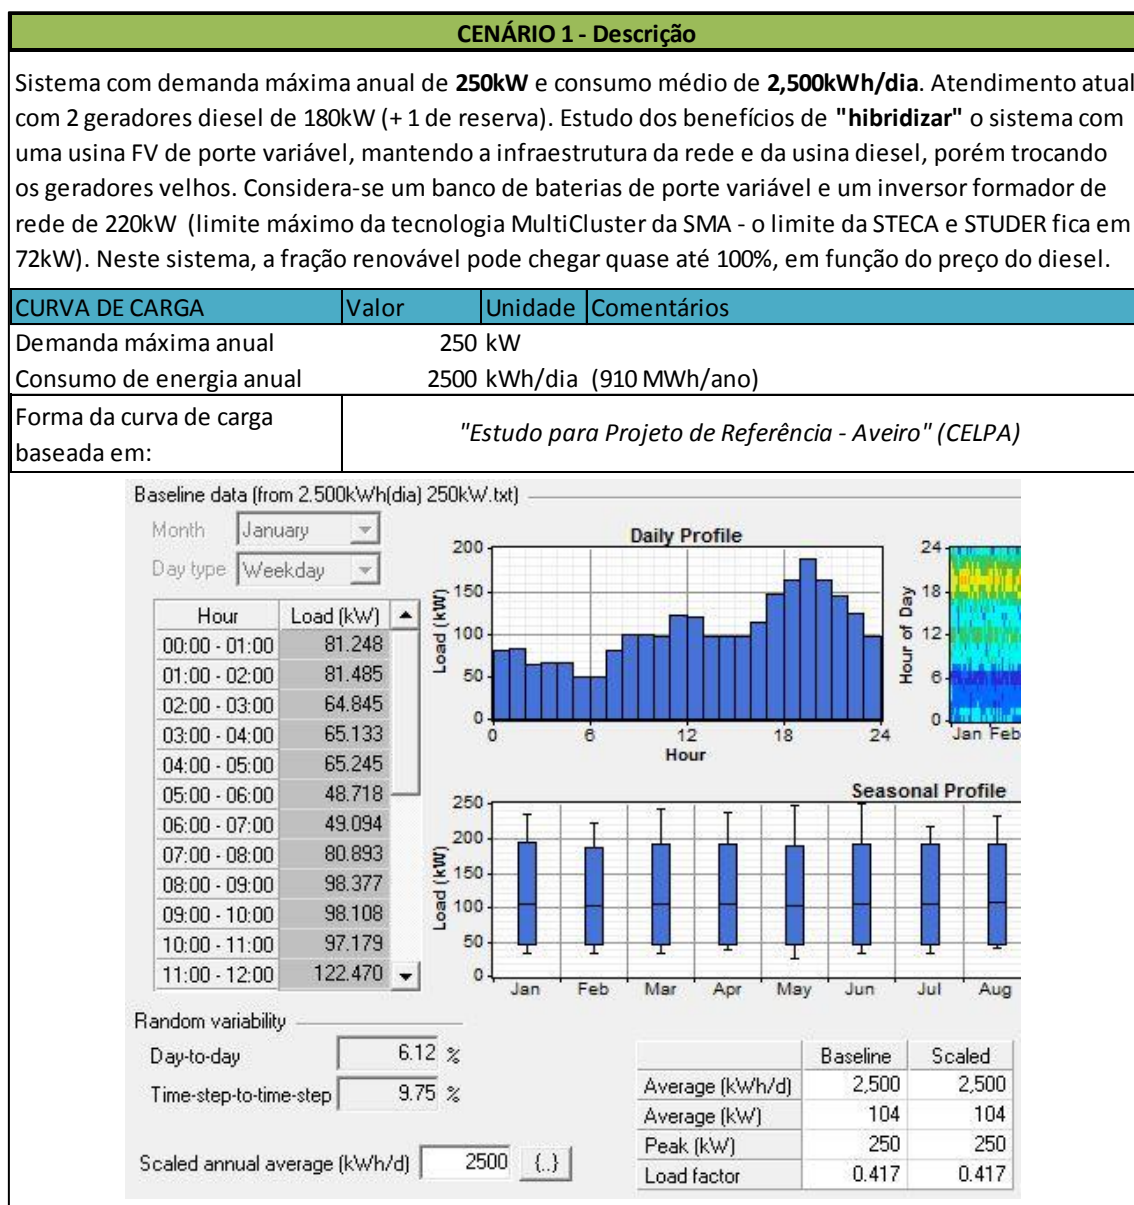 CENÁRIO 1 - Descrição
Sistema com demanda máxima anual de 250kW e consumo médio de 2,500kWh/dia. Atendimento atual
com 2 geradores diesel de 180kW (+ 1 de reserva). Estudo dos benefícios de "hibridizar" o sistema com
uma usina FV de porte variável, mantendo a infraestrutura da rede e da usina diesel, porém trocando
os geradores velhos. Considera-se um banco de baterias de porte variável e um inversor formador de
rede de 220kW (limite máximo da tecnologia MultiCluster da SMA - o limite da STECA e STUDER fica em
72kW). Neste sistema, a fração renovável pode chegar quase até 100%, em função do preço do diesel.
CURVA DE CARGA Valor Unidade Comentários
Demanda máxima anual 250 kW
Consumo de energia anual 2500 kWh/dia (910 MWh/ano)
Forma da curva de carga
baseada em:
"Estudo para Projeto de Referência - Aveiro" (CELPA)
Baseline data (from 2.500kWh(dia) 250kW.txt)
Month January
Day type Weekday
Hour Load (kW)
00:00 - 01:00 81.248
01:00 - 02:00 81.485
02:00 - 03:00 64.845
03:00 - 04:00 65.133
04:00 - 05:00 65.245
05:00 - 06:00 48.718
06:00 - 07:00 49.094
07:00 - 08:00 80.893
08:00 - 09:00 98.377
09:00 - 10:00 98.108
10:00 - 11:00 97.179
11:00 - 12:00 122.470
Daily Profile
Load (kW)
200
150
100
50
0
0 6 12 18 24
Hour
Hour of Day
24
18
12
6
0
Jan Feb
Seasonal Profile
Load (kW)
250
200
150
100
50
0
Jan Feb Mar Apr May Jun Jul Aug
Random variability
Day-to-day 6.12 %
Time-step-to-time-step 9.75 %
Scaled annual average (kWh/d) 2500 {..}
Baseline Scaled
Average (kWh/d) 2,500 2,500
Average (kW) 104 104
Peak (kW) 250 250
Load factor 0.417 0.417